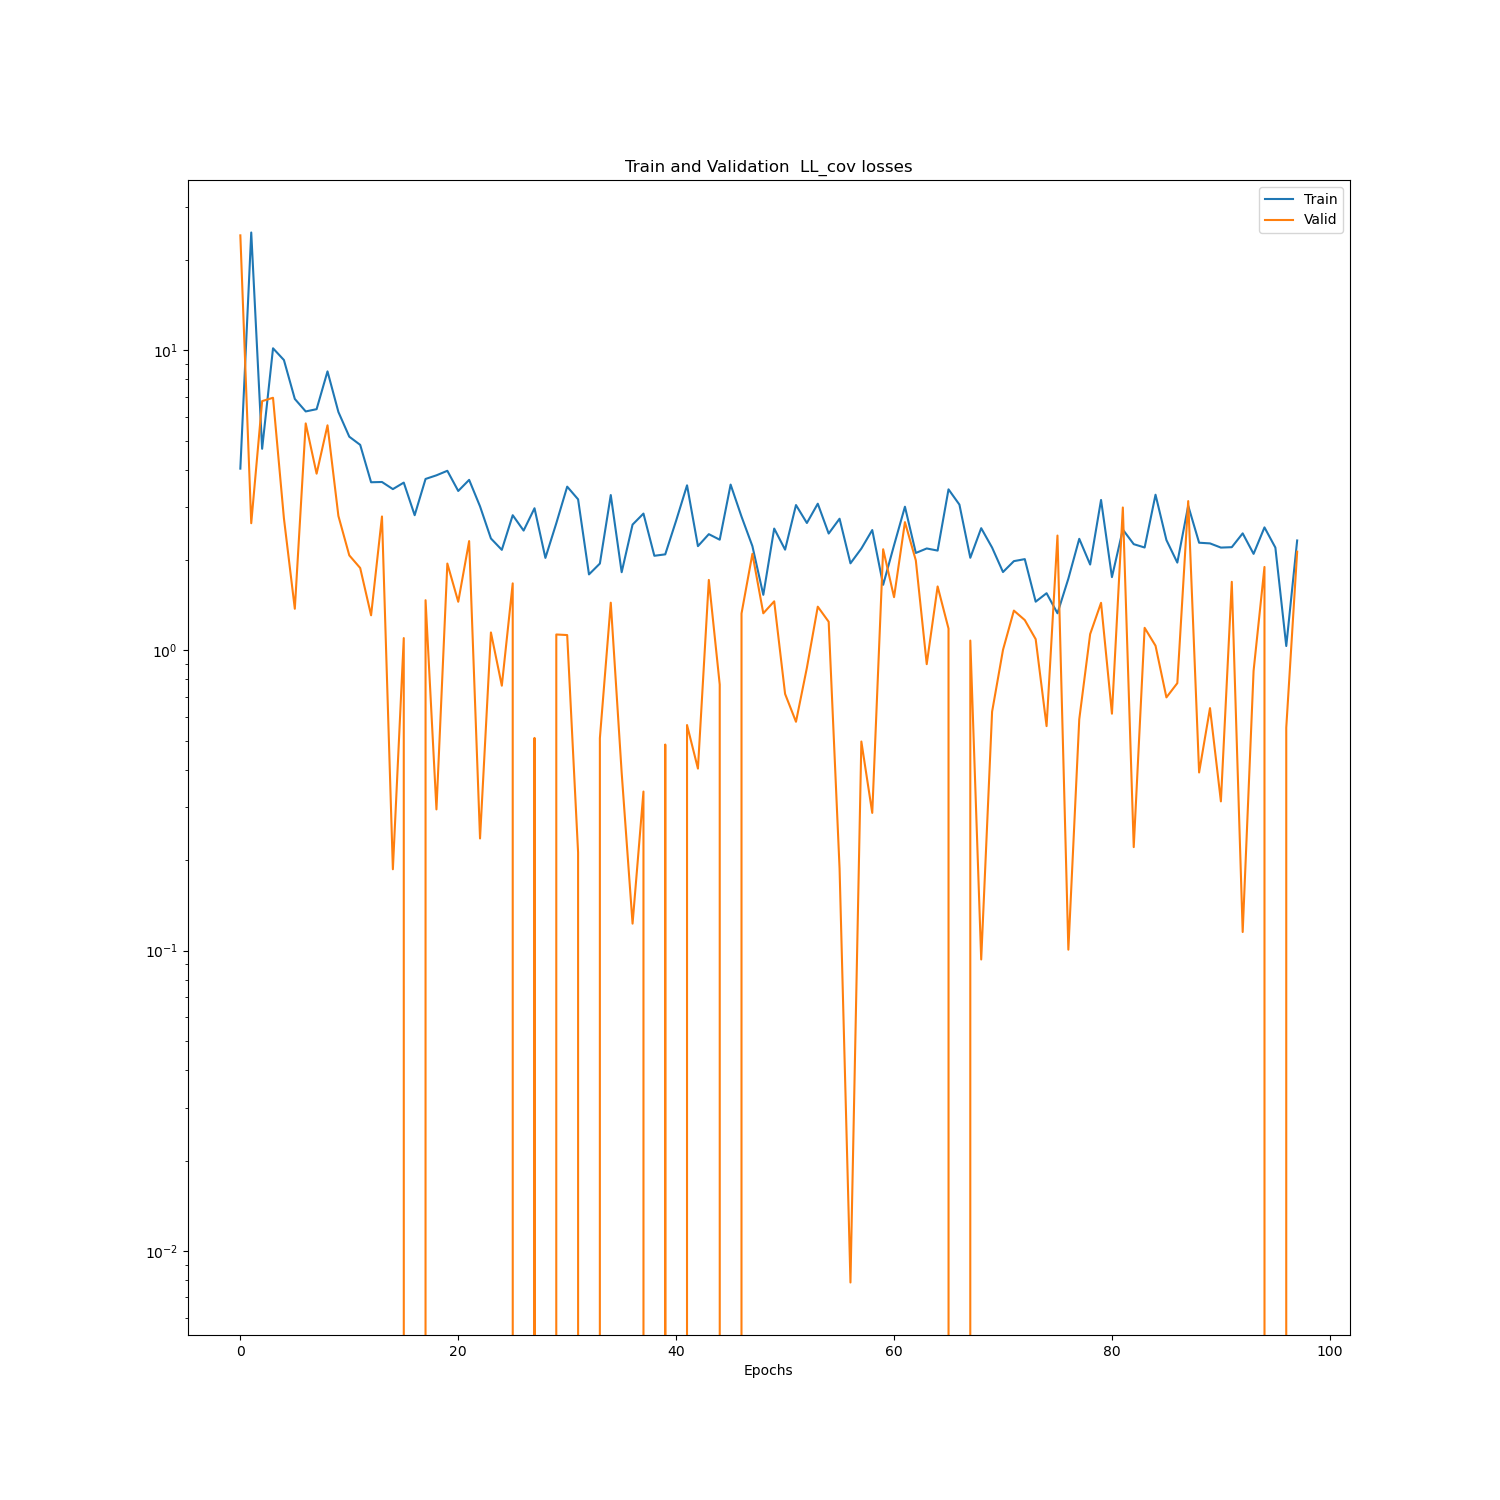 Train and Validation  LL_cov losses
Train
Valid
10¹
10⁰
10⁻¹
10⁻²
0 20 40 60 80 100
Epochs